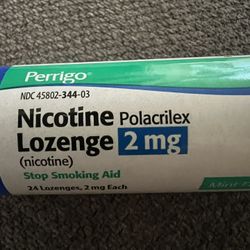 Perrigo®
NDC 45802-344-03
Nicotine Polacrilex
Lozenge 2 mg
(nicotine)
Stop Smoking Aid
24 Lozenges, 2 mg Each
Mint